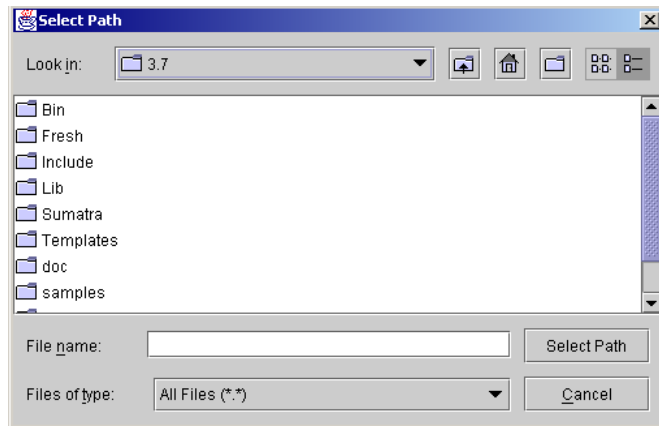 Select Path
Look in: 3.7
Bin
Fresh
Include
Lib
Sumatra
Templates
doc
samples
File name: Select Path
Files of type: All Files (*.*) Cancel